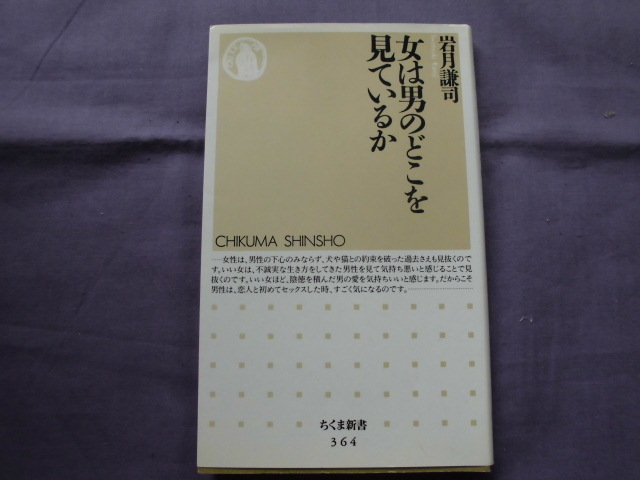 岩月謙司
女は男のどこを
見ているか
CHIKUMA SHINSHO
──女性は、男性の下心のみならず、犬や猫との約束を破った過去さえも見抜くので
す。いい女は、不誠実な生き方をしてきた男性を見て気持ち悪いと感じることで見
抜くのです。いい女ほど、陰徳を積んだ男の愛を気持ちいいと感じます。だからこそ
男性は、恋人と初めてセックスした時、すごく気になるのです。…………………
ちくま新書
364